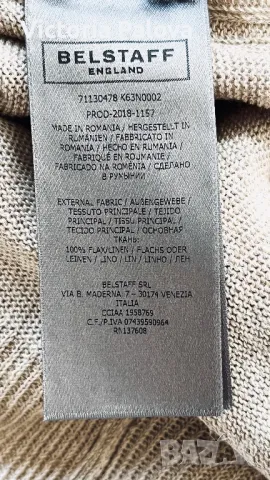 BELSTAFF
ENGLAND
71130478 K63N0002
PROD-2018-1157
MADE IN ROMANIA / HERGESTELLT IN
RUMÄNIEN / FABBRICATO IN
ROMANIA / HECHO EN RUMANIA /
FABRIQUÉ EN ROUMANIE /
FABRICADO NA ROMÉNIA / СДЕЛАНО
В РУМЫНИИ
EXTERNAL FABRIC / AUßENGEWEBE /
TESSUTO PRINCIPALE / TEJIDO
PRINCIPAL / TISSU PRINCIPAL /
TECIDO PRINCIPAL / ОСНОВНАЯ
ТКАНЬ:
100% FLAX/LINEN / FLACHS ODER
LEINEN / LINO / LIN / LINHO / ЛЕН
BELSTAFF SRL
VIA B. MADERNA, 7 - 30174 VENEZIA
ITALIA
CCIAA 1958769
C.F./P.IVA 07439590964
RN137608